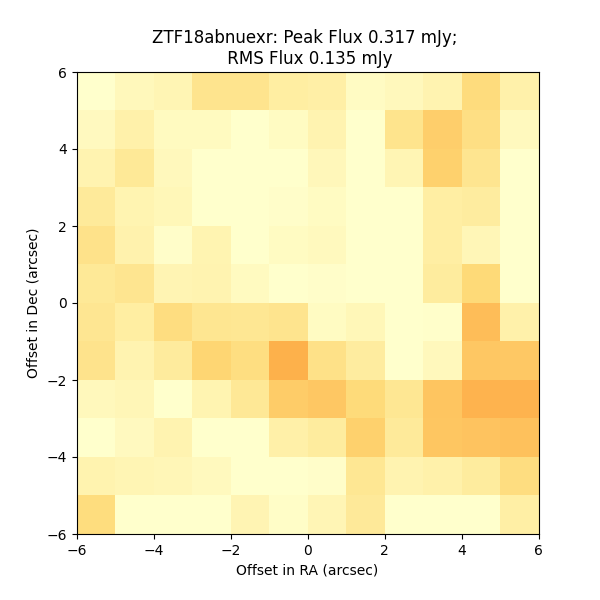 ZTF18abnuexr: Peak Flux 0.317 mJy;
RMS Flux 0.135 mJy
6
4
2
0
−2
−4
−6
Offset in Dec (arcsec)
−6 −4 −2 0 2 4 6
Offset in RA (arcsec)